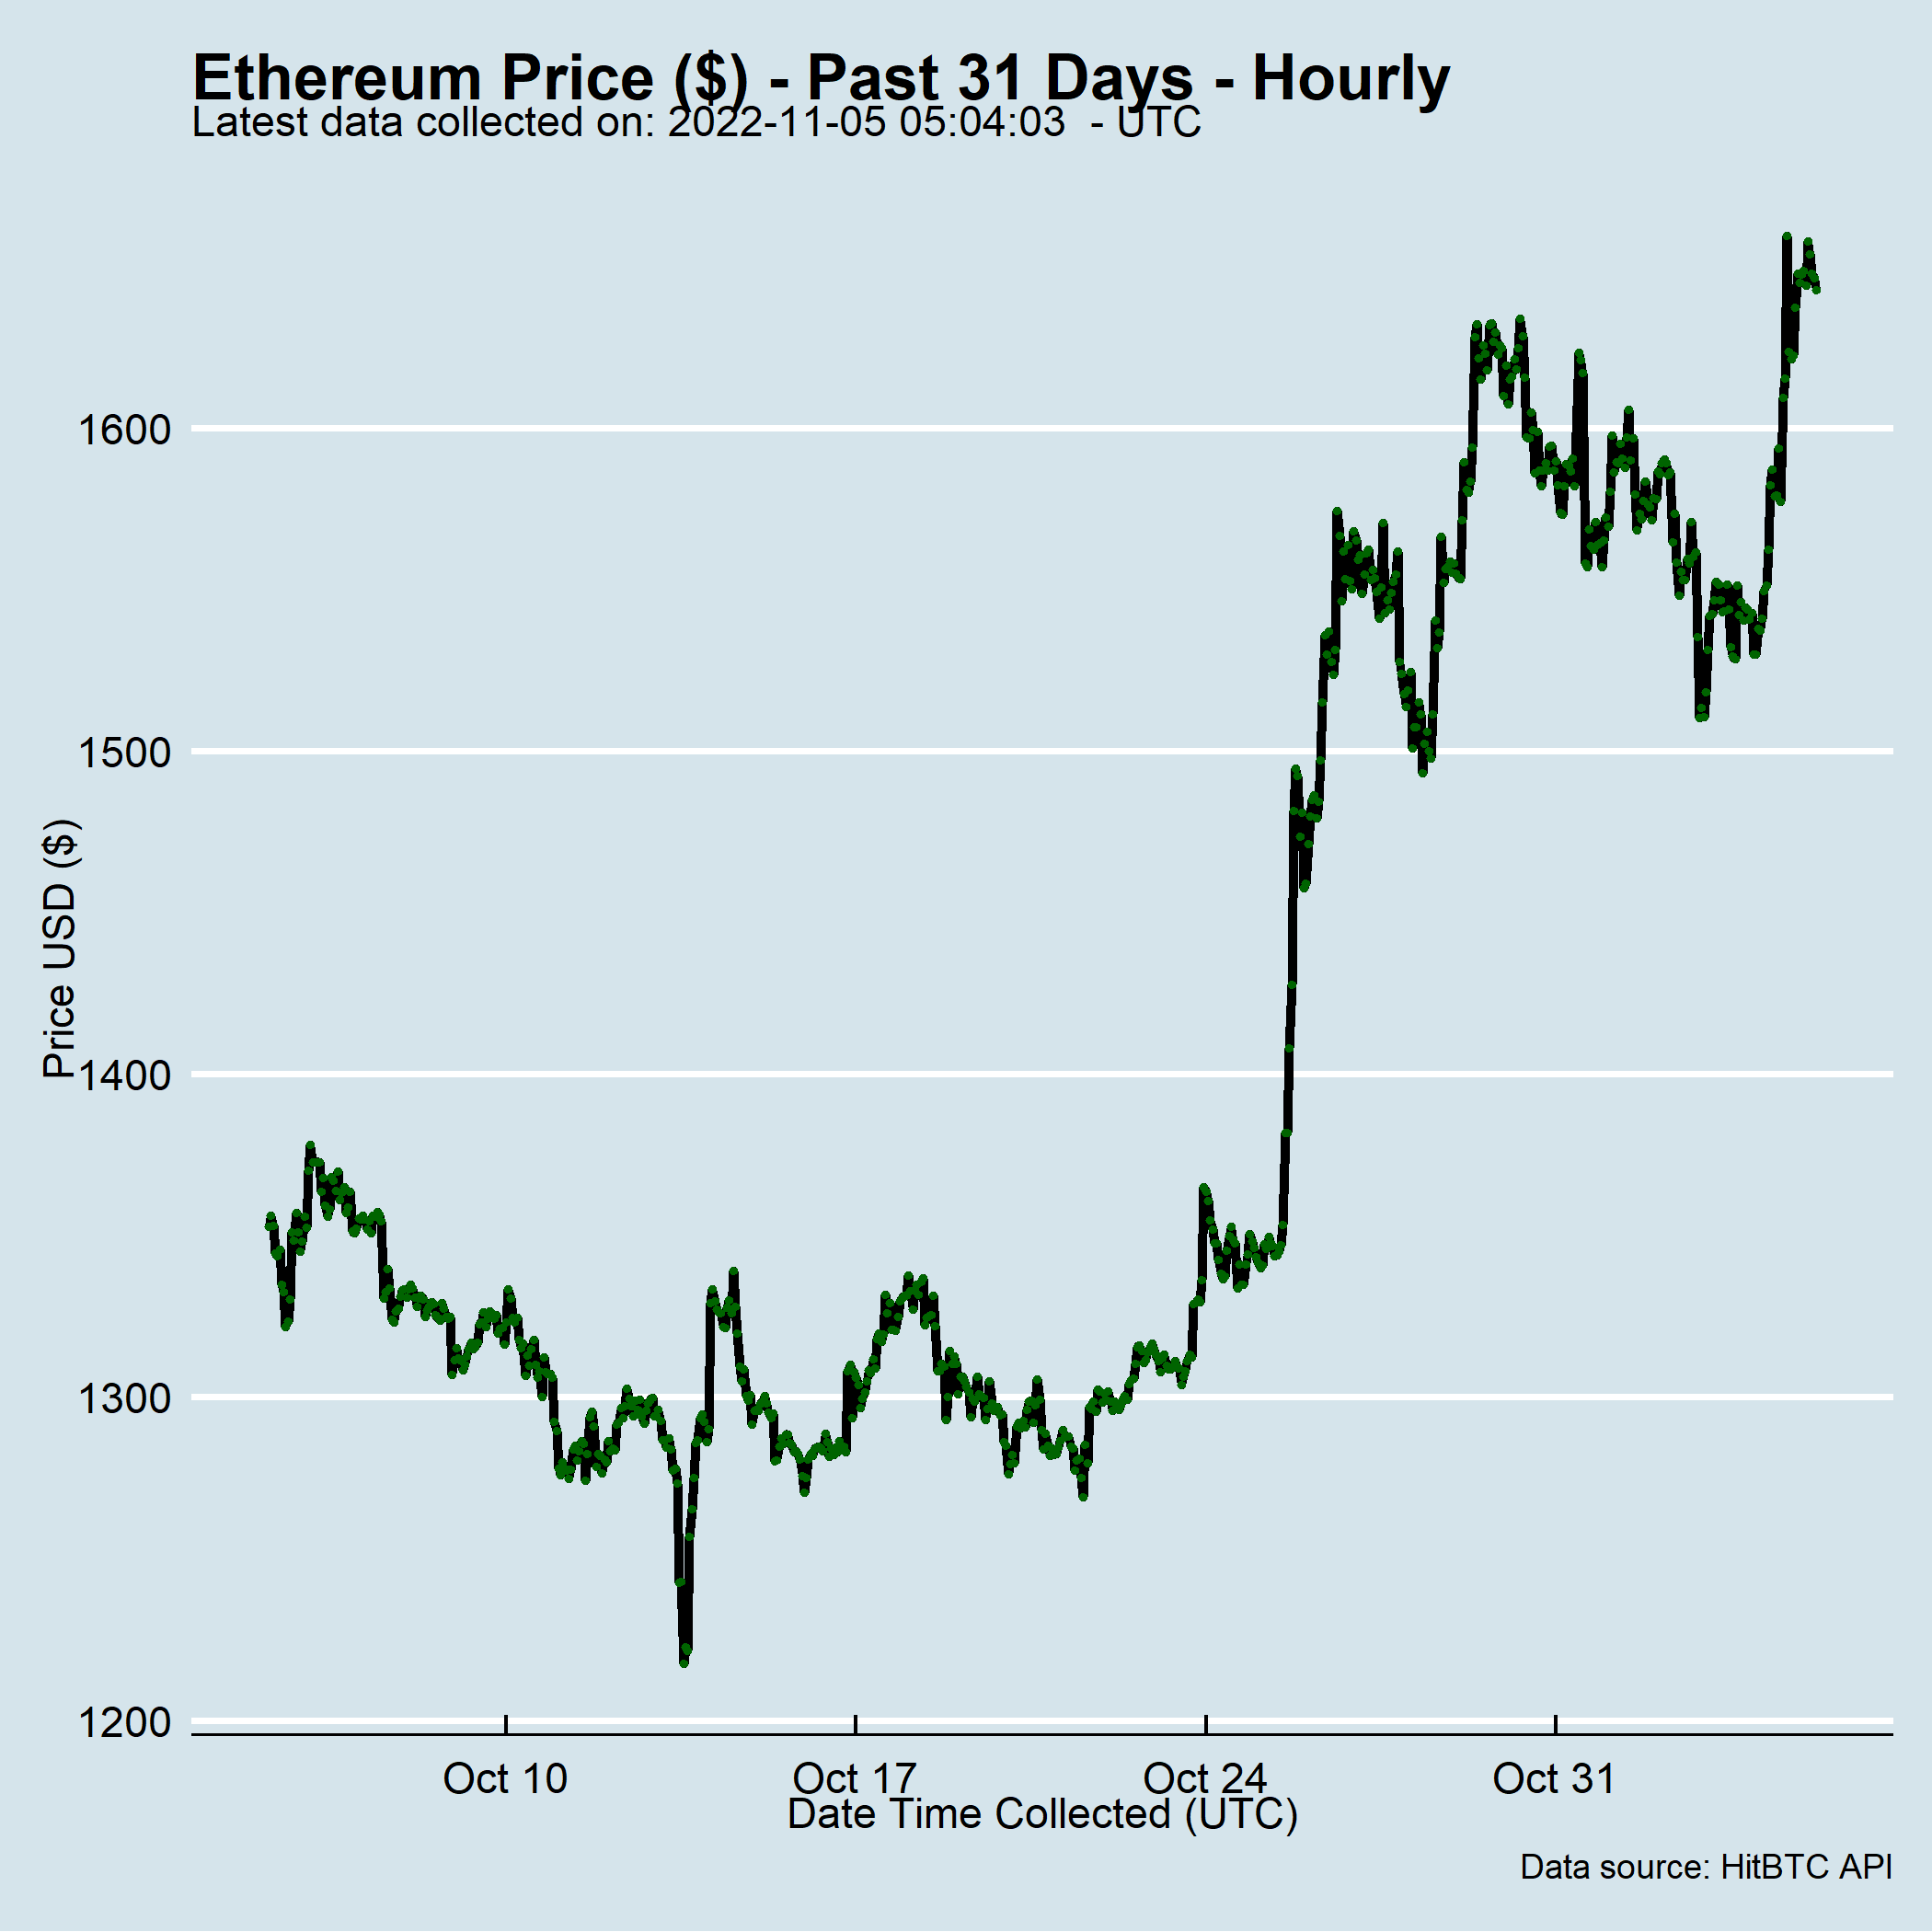 Ethereum Price ($) - Past 31 Days - Hourly
Latest data collected on: 2022-11-05 05:04:03  - UTC
1600
1500
1400
1300
1200
Price USD ($)
Oct 10
Oct 17
Oct 24
Oct 31
Date Time Collected (UTC)
Data source: HitBTC API